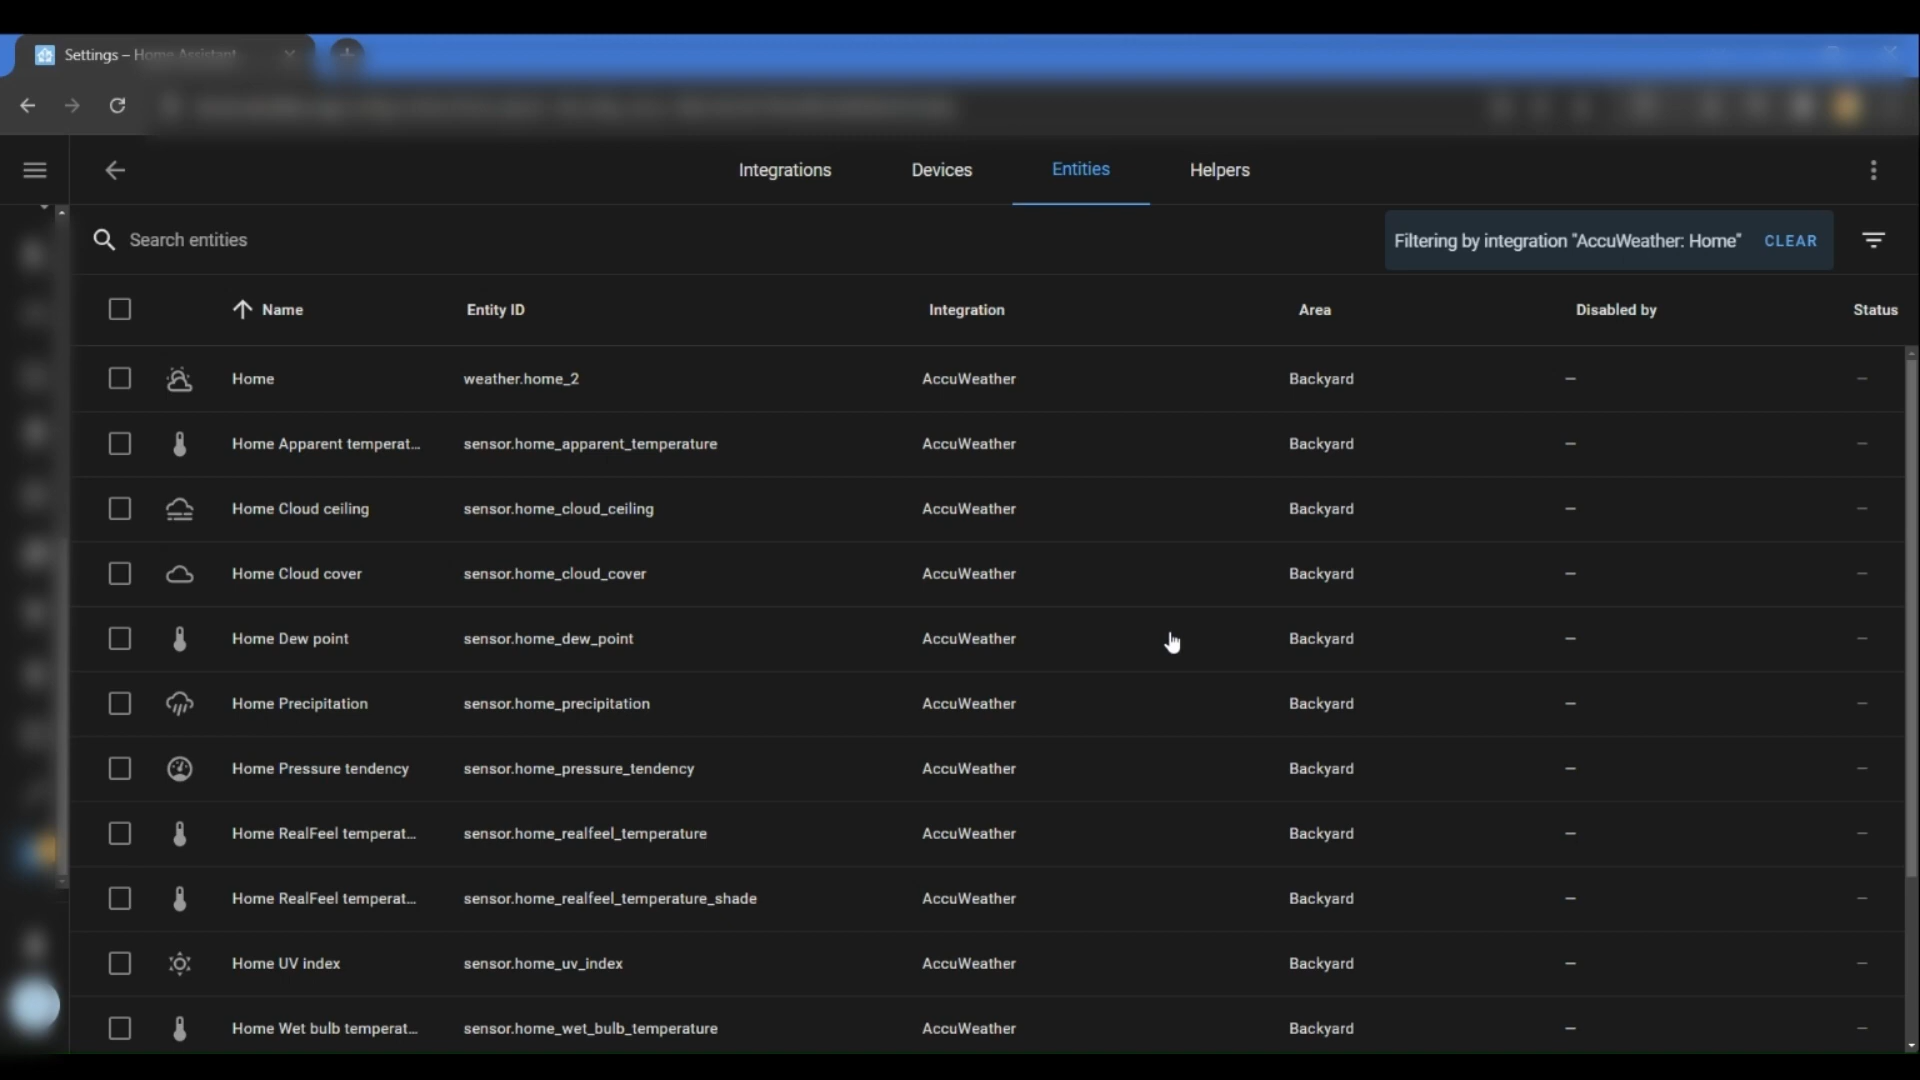 Settings – Home Assistant
Integrations Devices Entities Helpers
Search entities
Filtering by integration "AccuWeather: Home" CLEAR
Name Entity ID Integration Area Disabled by Status
Home weather.home_2 AccuWeather Backyard – –
Home Apparent temperat... sensor.home_apparent_temperature AccuWeather Backyard – –
Home Cloud ceiling sensor.home_cloud_ceiling AccuWeather Backyard – –
Home Cloud cover sensor.home_cloud_cover AccuWeather Backyard – –
Home Dew point sensor.home_dew_point AccuWeather Backyard – –
Home Precipitation sensor.home_precipitation AccuWeather Backyard – –
Home Pressure tendency sensor.home_pressure_tendency AccuWeather Backyard – –
Home RealFeel temperat... sensor.home_realfeel_temperature AccuWeather Backyard – –
Home RealFeel temperat... sensor.home_realfeel_temperature_shade AccuWeather Backyard – –
Home UV index sensor.home_uv_index AccuWeather Backyard – –
Home Wet bulb temperat... sensor.home_wet_bulb_temperature AccuWeather Backyard – –